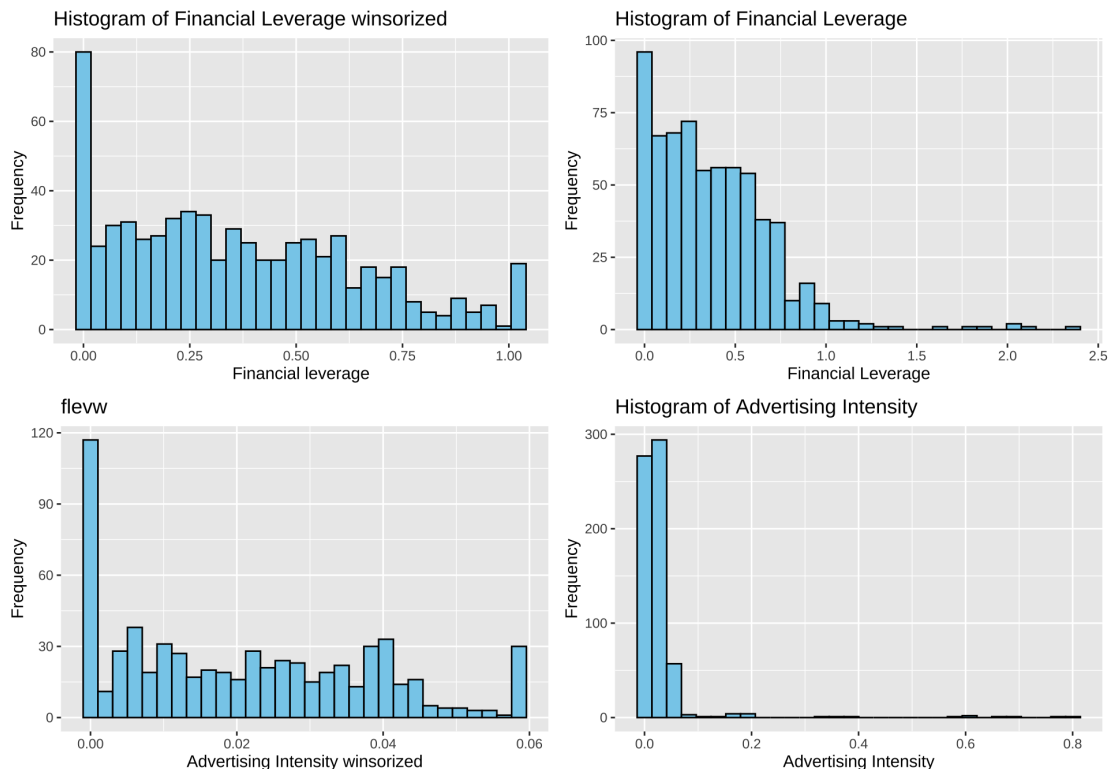 Histogram of Financial Leverage winsorized
80
60
40
20
0
Frequency
0.00 0.25 0.50 0.75 1.00
Financial leverage
Histogram of Financial Leverage
100
75
50
25
0
Frequency
0.0 0.5 1.0 1.5 2.0 2.5
Financial Leverage
flevw
120
90
60
30
0
Frequency
0.00 0.02 0.04 0.06
Advertising Intensity winsorized
Histogram of Advertising Intensity
300
200
100
0
Frequency
0.0 0.2 0.4 0.6 0.8
Advertising Intensity